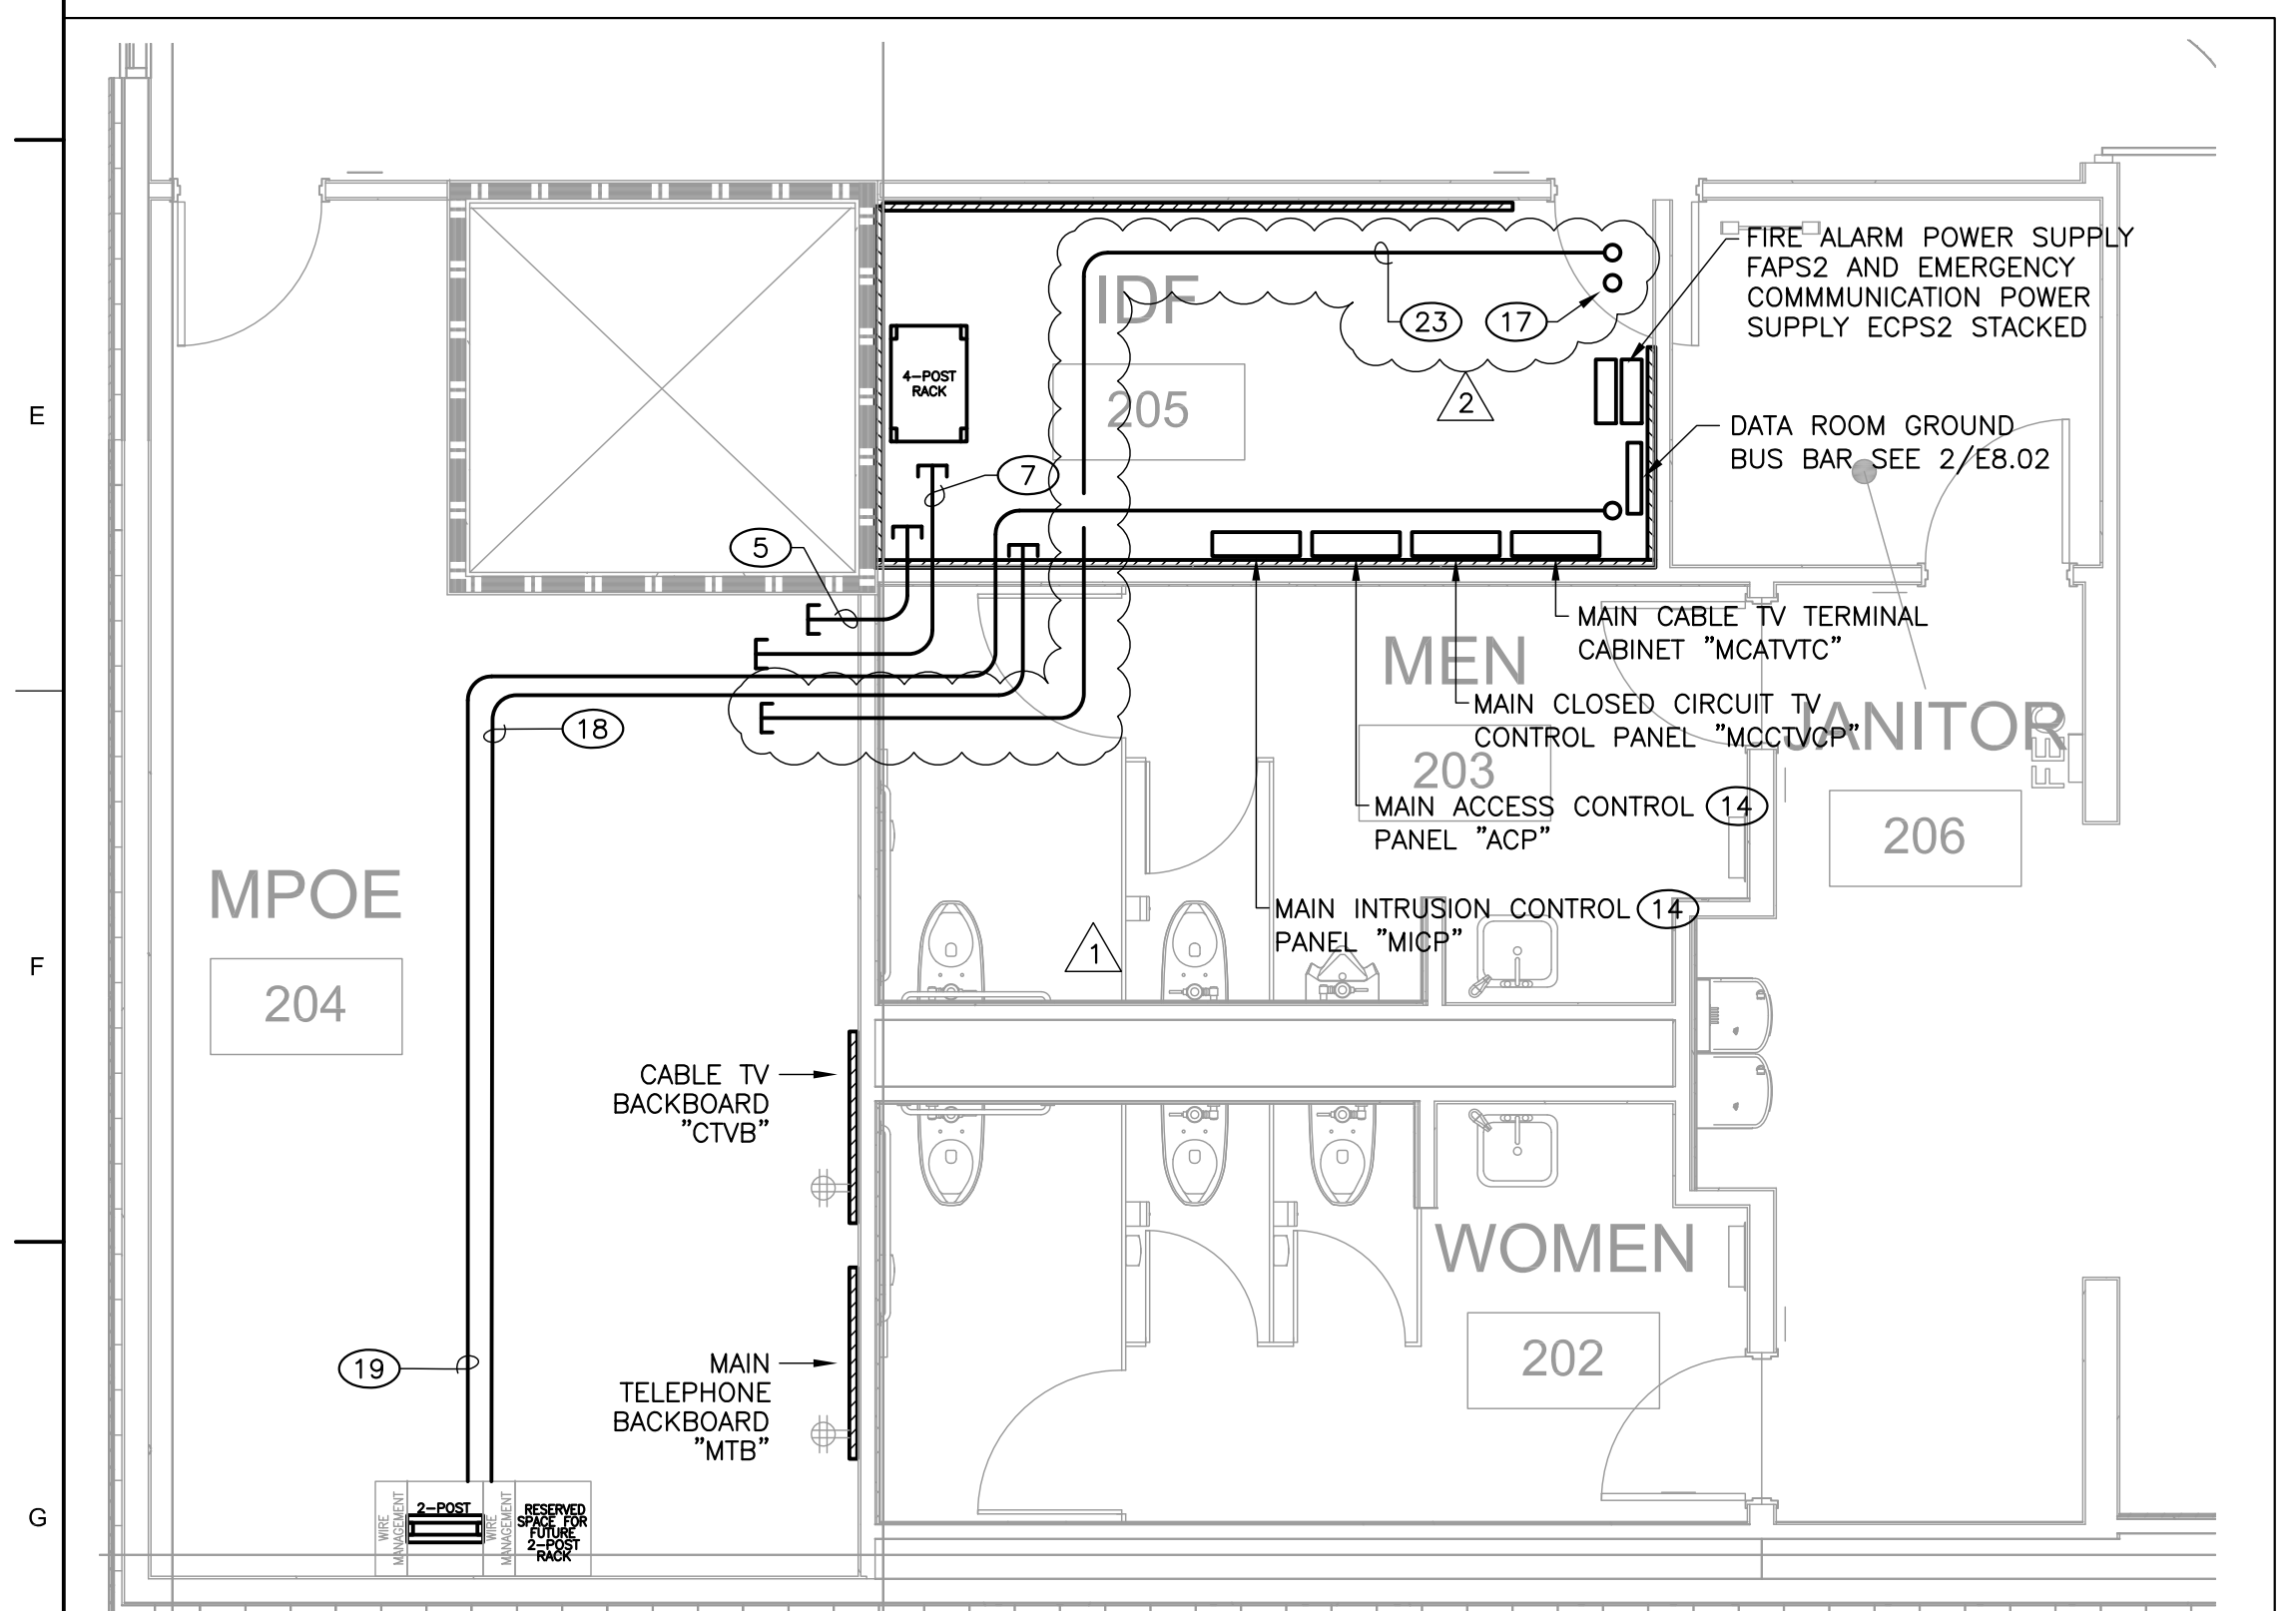 FIRE ALARM POWER SUPPLY
FAPS2 AND EMERGENCY
COMMMUNICATION POWER
SUPPLY ECPS2 STACKED
IDF
23
17
4-POST
RACK
205
2
E
DATA ROOM GROUND
BUS BAR SEE 2/E8.02
7
5
MAIN CABLE TV TERMINAL
CABINET "MCATVTC"
MEN
MAIN CLOSED CIRCUIT TV
CONTROL PANEL "MCCTVCP"
JANITOR
FEC
18
203
MAIN ACCESS CONTROL 14
PANEL "ACP"
206
MPOE
MAIN INTRUSION CONTROL 14
PANEL "MICP"
1
F
204
CABLE TV
BACKBOARD
"CTVB"
WOMEN
202
19
MAIN
TELEPHONE
BACKBOARD
"MTB"
G
WIRE
MANAGEMENT
2-POST
WIRE
MANAGEMENT
RESERVED
SPACE FOR
FUTURE
2-POST
RACK